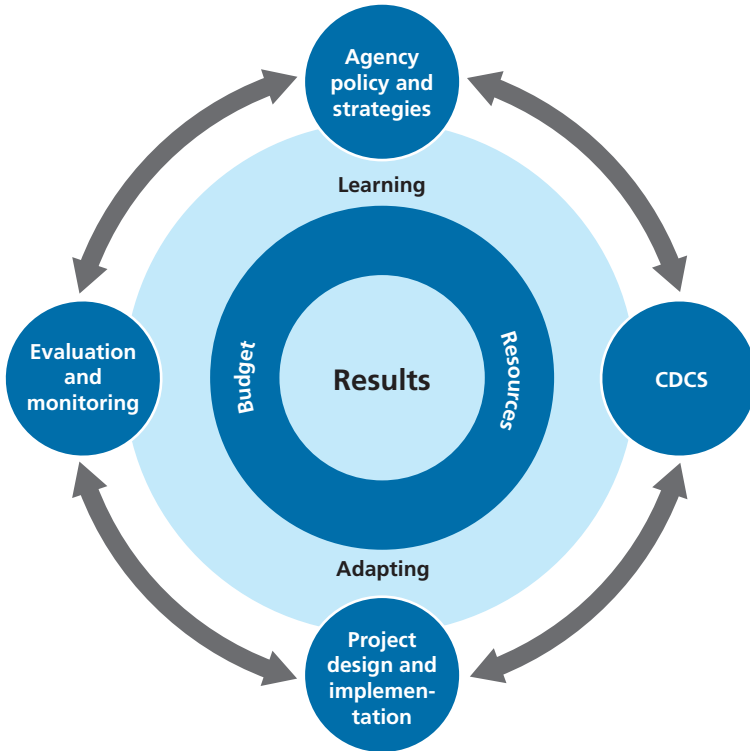 Agency
policy and
strategies
Learning
Evaluation
and
monitoring
Budget
Results
Resources
CDCS
Adapting
Project
design and
implemen-
tation